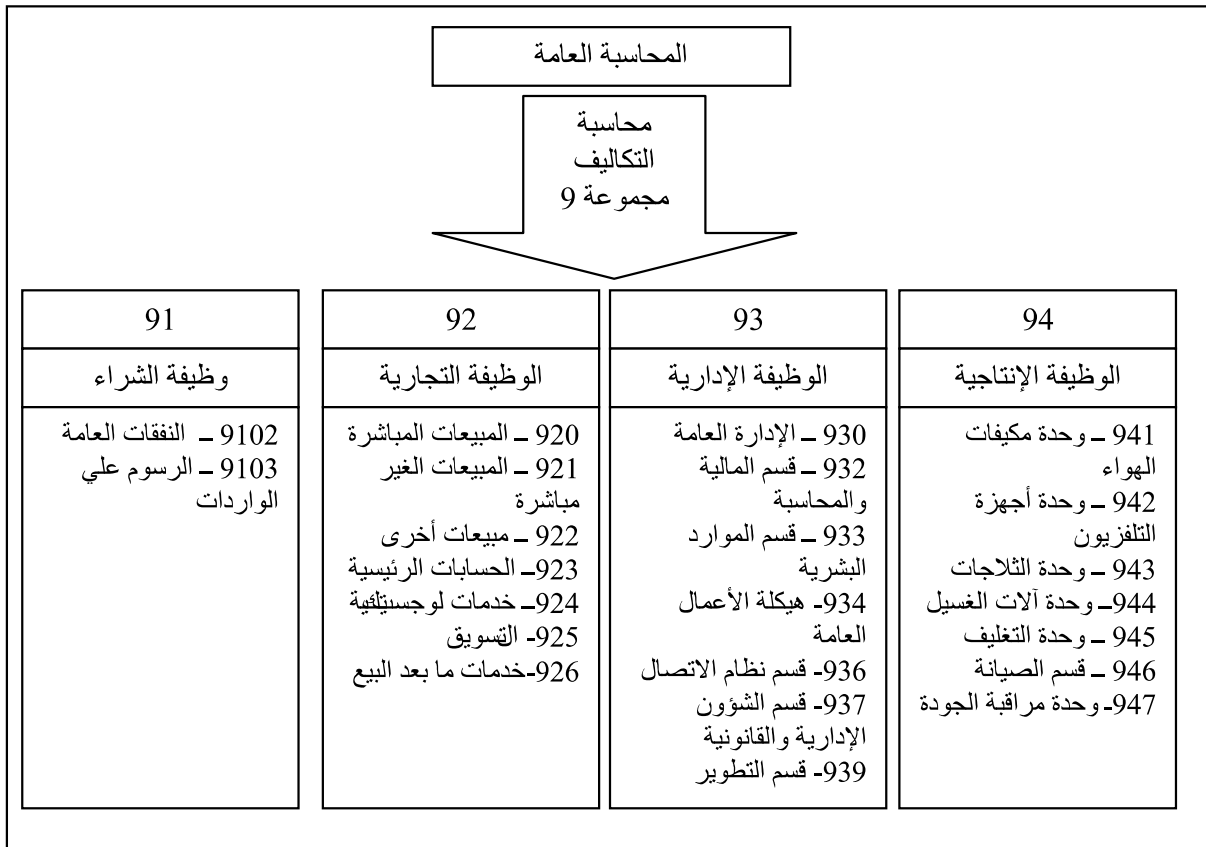 المحاسبة العامة
محاسبة
التكاليف
مجموعة 9
91
وظيفة الشراء
9102 – النفقات العامة
9103 – الرسوم علي
الواردات
92
الوظيفة التجارية
920 – المبيعات المباشرة
921 – المبيعات الغير
مباشرة
922 – مبيعات أخرى
923– الحسابات الرئيسية
924– خدمات
925- التسويق
926-خدمات ما بعد البيع
93
الوظيفة الإدارية
930 – الإدارة العامة
932 – قسم المالية
والمحاسبة
933 – قسم الموارد
البشرية
934- هيكلة الأعمال
العامة
936- قسم نظام الاتصال
937- قسم الشؤون
الإدارية والقانونية
939- قسم التطوير
94
الوظيفة الإنتاجية
941 – وحدة مكيفات
الهواء
942 – وحدة أجهزة
التلفزيون
943 – وحدة الثلاجات
944– وحدة آلات الغسيل
945 – وحدة التغليف
946 – قسم الصيانة
947- وحدة مراقبة الجودة